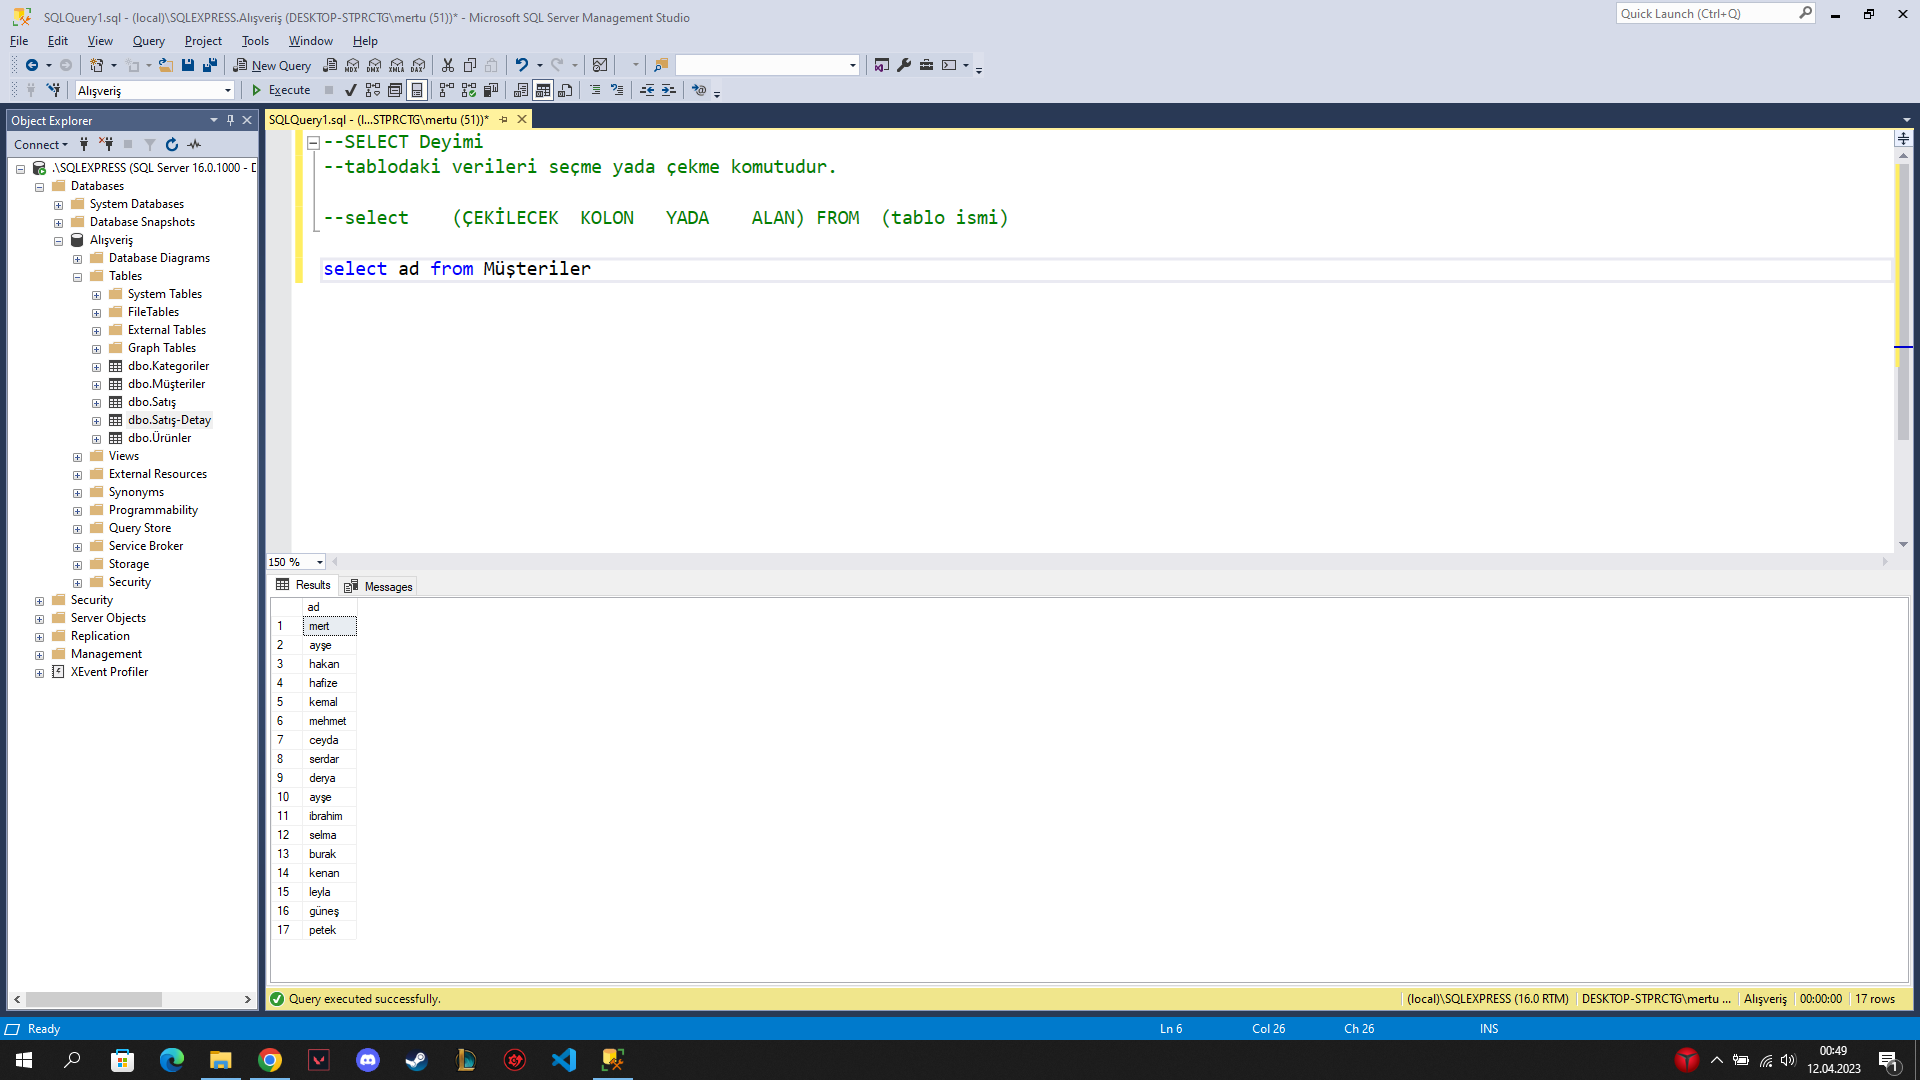 SQLQuery1.sql - (local)\SQLEXPRESS.Alışveriş (DESKTOP-STPRCTG\mertu (51))* - Microsoft SQL Server Management Studio
Quick Launch (Ctrl+Q)
File Edit View Query Project Tools Window Help
New Query
MDX DMX XMLA DAX
Alışveriş
Execute
Object Explorer
Connect
.\SQLEXPRESS (SQL Server 16.0.1000 - D
Databases
System Databases
Database Snapshots
Alışveriş
Database Diagrams
Tables
System Tables
FileTables
External Tables
Graph Tables
dbo.Kategoriler
dbo.Müşteriler
dbo.Satış
dbo.Satış-Detay
dbo.Ürünler
Views
External Resources
Synonyms
Programmability
Query Store
Service Broker
Storage
Security
Security
Server Objects
Replication
Management
XEvent Profiler
SQLQuery1.sql - (l...STPRCTG\mertu (51))*
--SELECT Deyimi
--tablodaki verileri seçme yada çekme komutudur.
--select (ÇEKİLECEK KOLON YADA ALAN) FROM (tablo ismi)
select ad from Müşteriler
150 %
Results Messages
ad
1 mert
2 ayşe
3 hakan
4 hafize
5 kemal
6 mehmet
7 ceyda
8 serdar
9 derya
10 ayşe
11 ibrahim
12 selma
13 burak
14 kenan
15 leyla
16 güneş
17 petek
Query executed successfully.
(local)\SQLEXPRESS (16.0 RTM) DESKTOP-STPRCTG\mertu ... Alışveriş 00:00:00 17 rows
Ready
Ln 6 Col 26 Ch 26 INS
00:49
12.04.2023
1